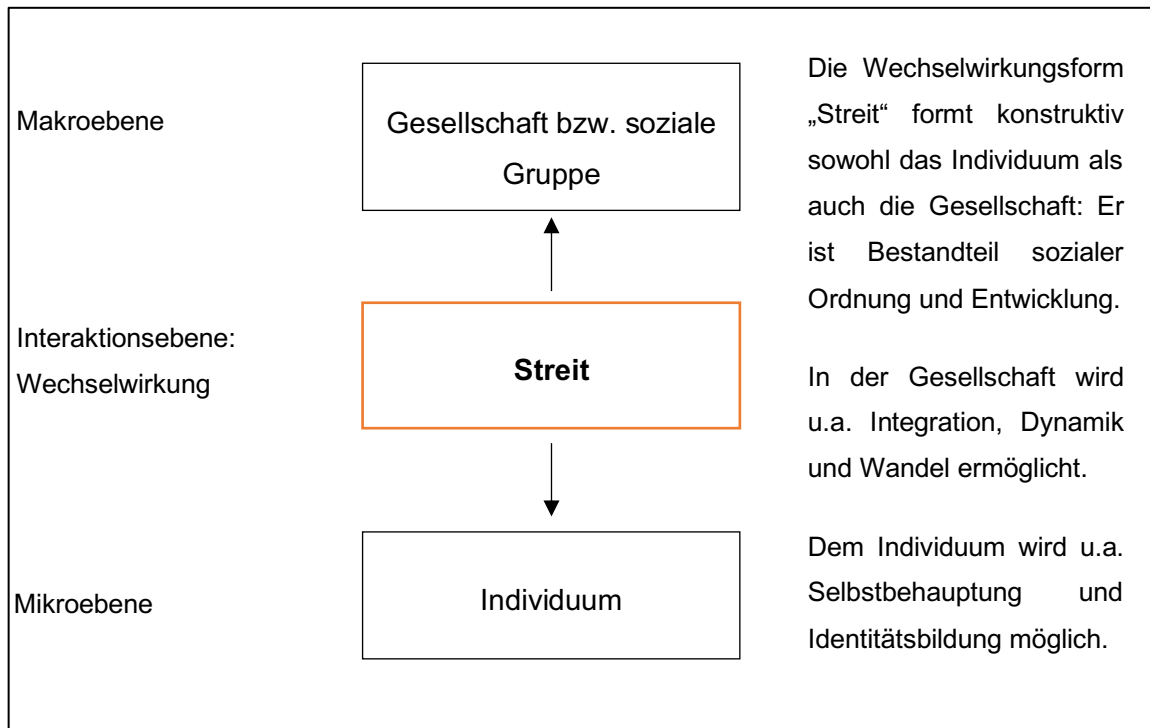 Makroebene
Gesellschaft bzw. soziale
Gruppe
Interaktionsebene:
Wechselwirkung
Streit
Mikroebene
Individuum
Die Wechselwirkungsform
„Streit“ formt konstruktiv
sowohl das Individuum als
auch die Gesellschaft: Er
ist Bestandteil sozialer
Ordnung und Entwicklung.
In der Gesellschaft wird
u.a. Integration, Dynamik
und Wandel ermöglicht.
Dem Individuum wird u.a.
Selbstbehauptung und
Identitätsbildung möglich.